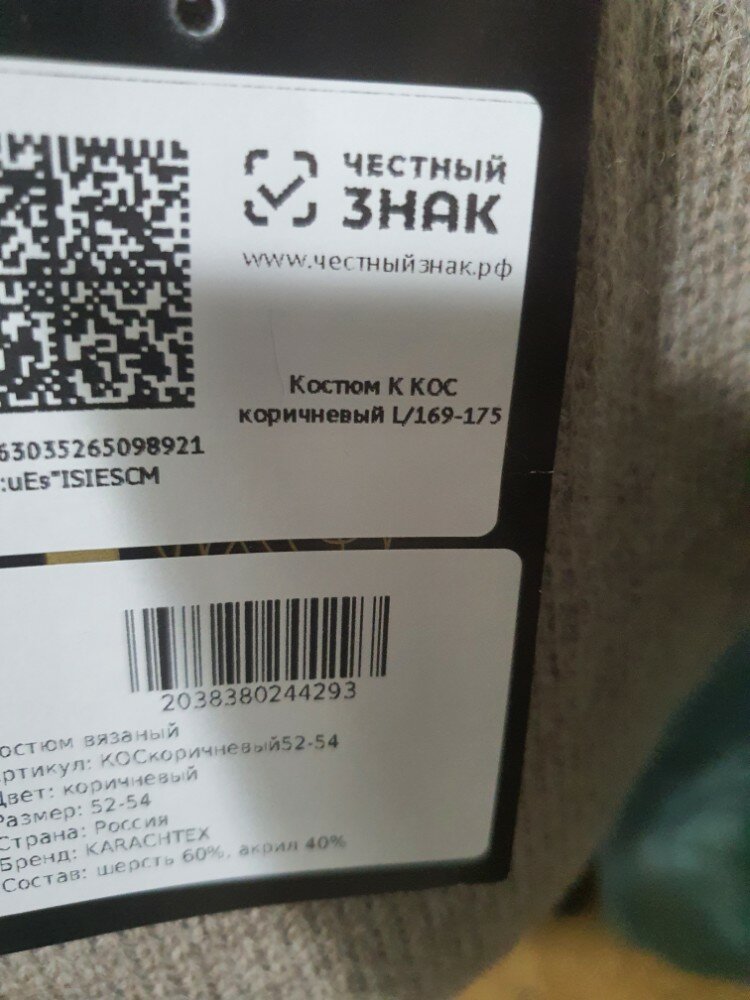 ЧЕСТНЫЙ
ЗНАК
www.честныйзнак.рф
Костюм К КОС
коричневый L/169-175
63035265098921
:uEs"ISIESCM
2038380244293
остюм вязаный
ртикул: КОСкоричневый52-54
Цвет: коричневый
Размер: 52-54
Страна: Россия
Бренд: KARACHTEX
Состав: шерсть 60%, акрил 40%